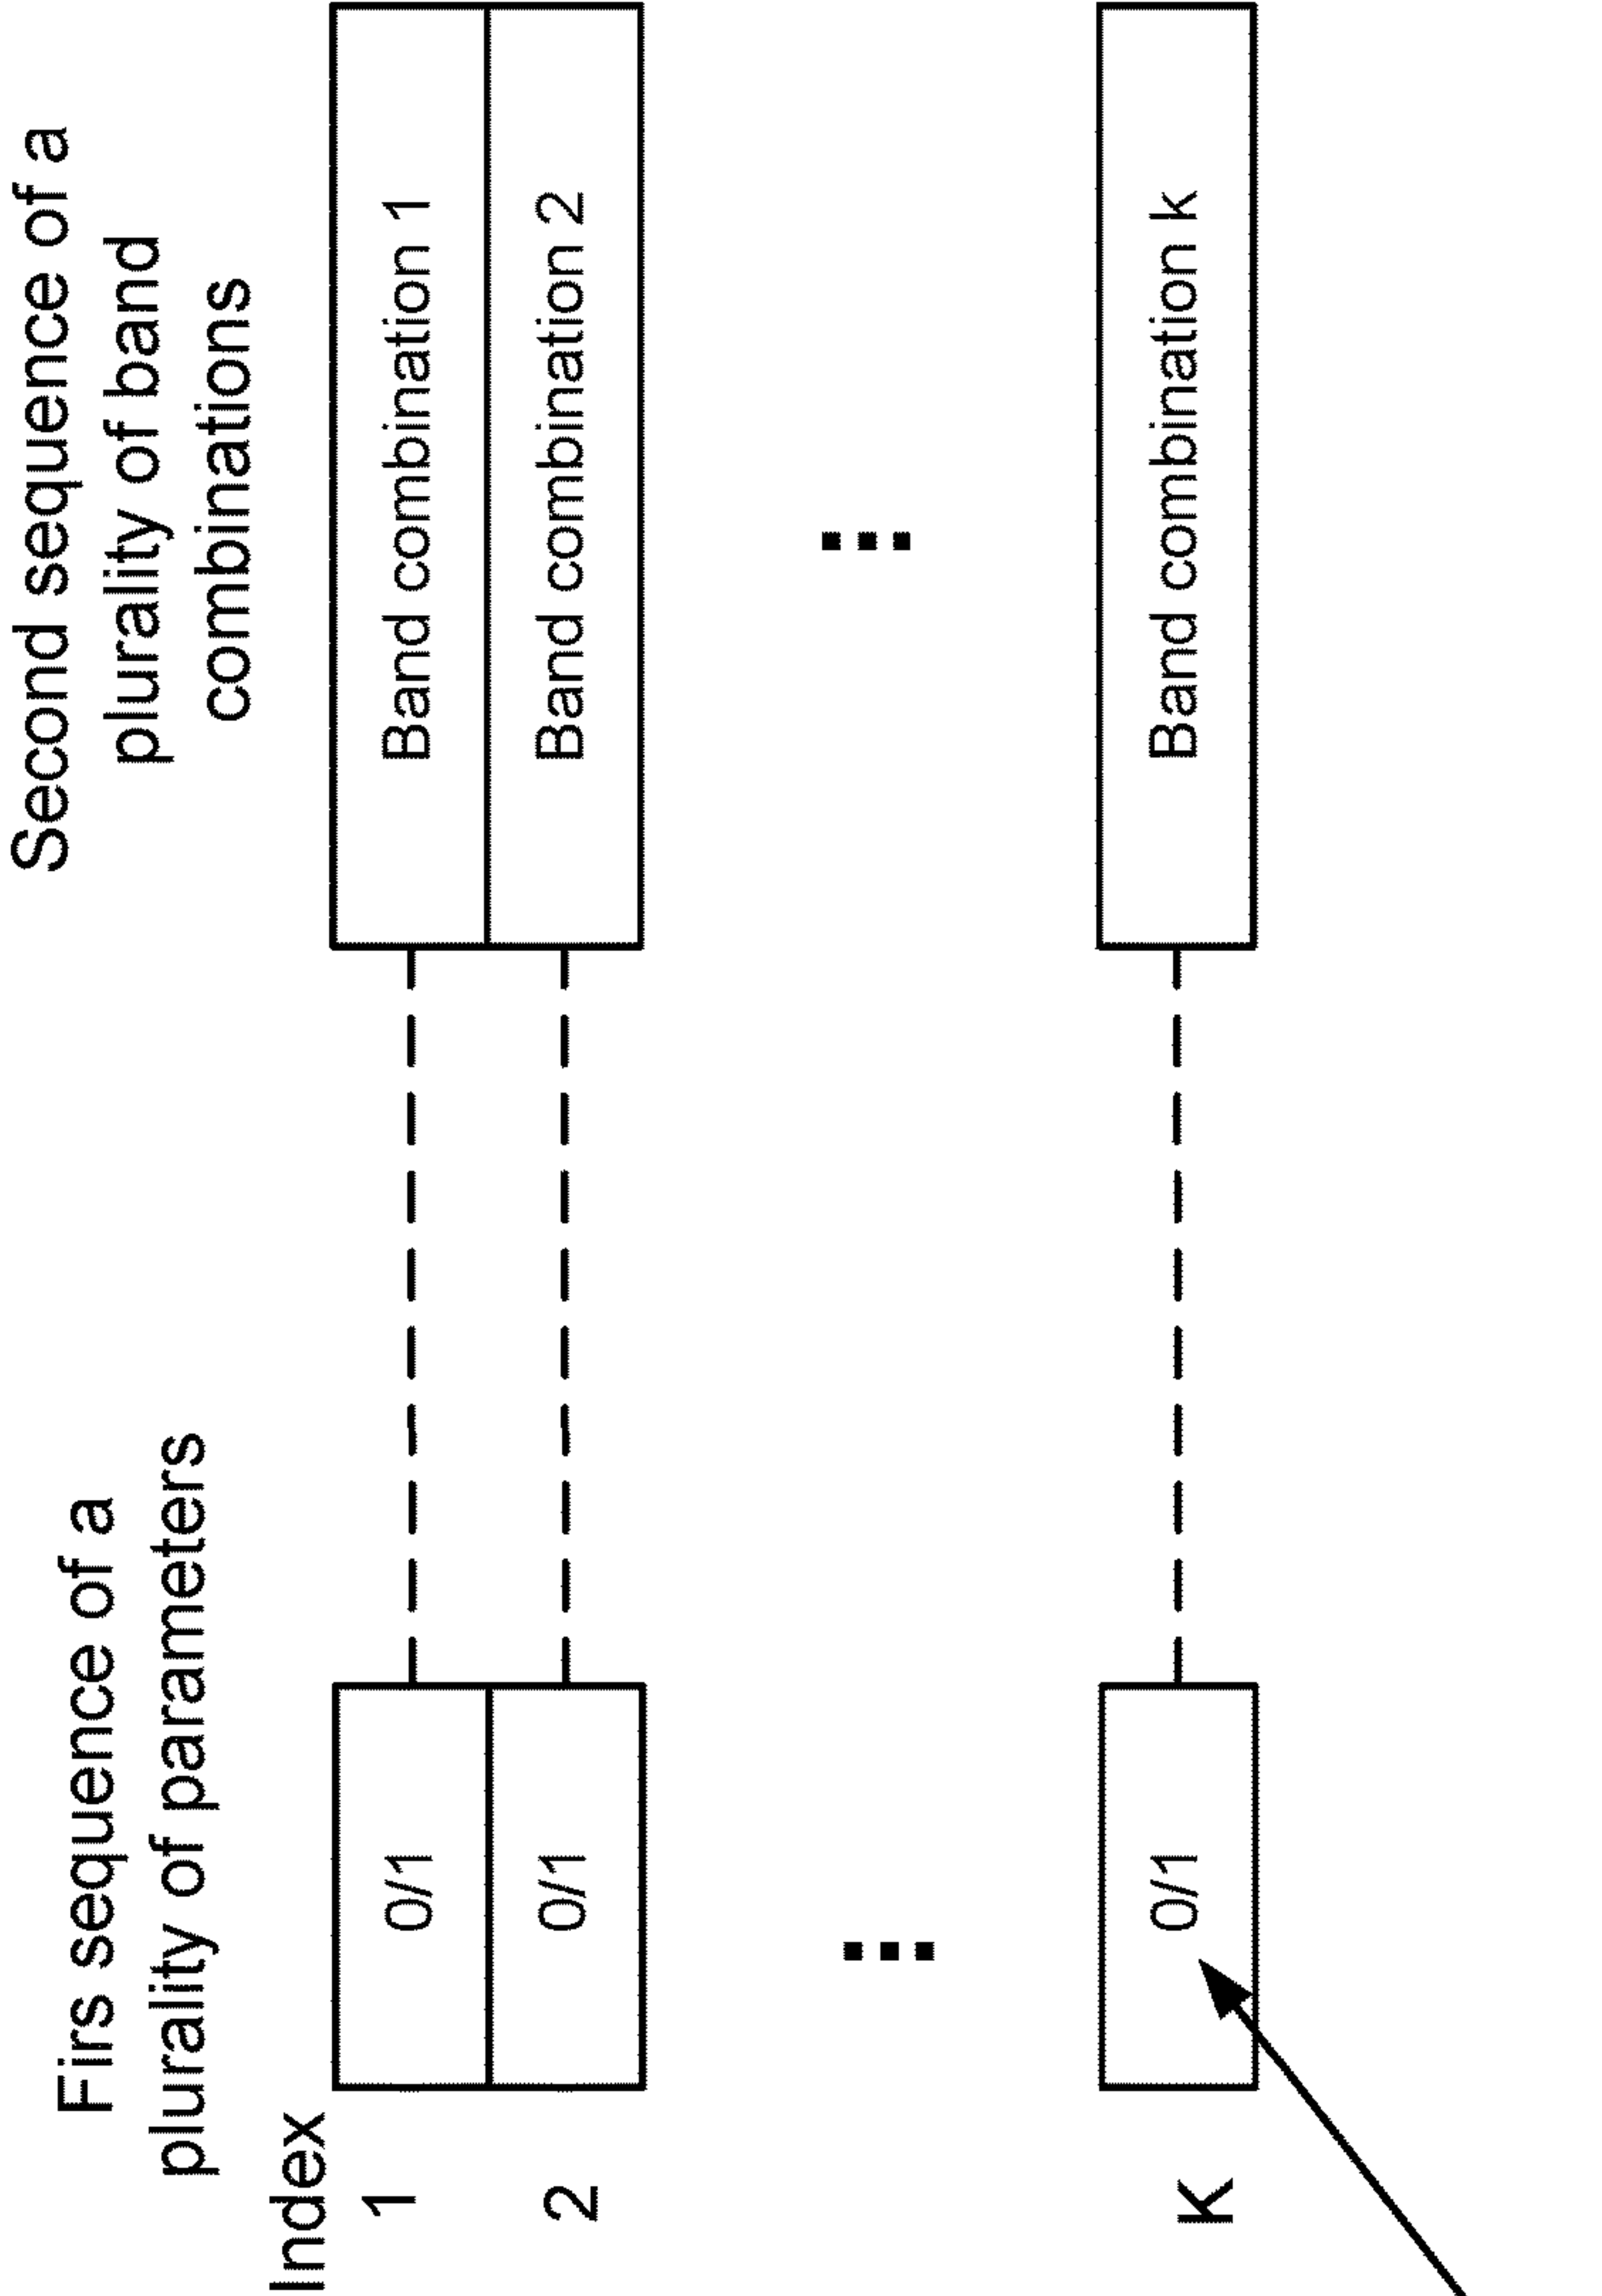 Firs sequence of a
plurality of parameters
Second sequence of a
plurality of band
combinations
Index
1
0/1
Band combination 1
2
0/1
Band combination 2
K
0/1
Band combination k